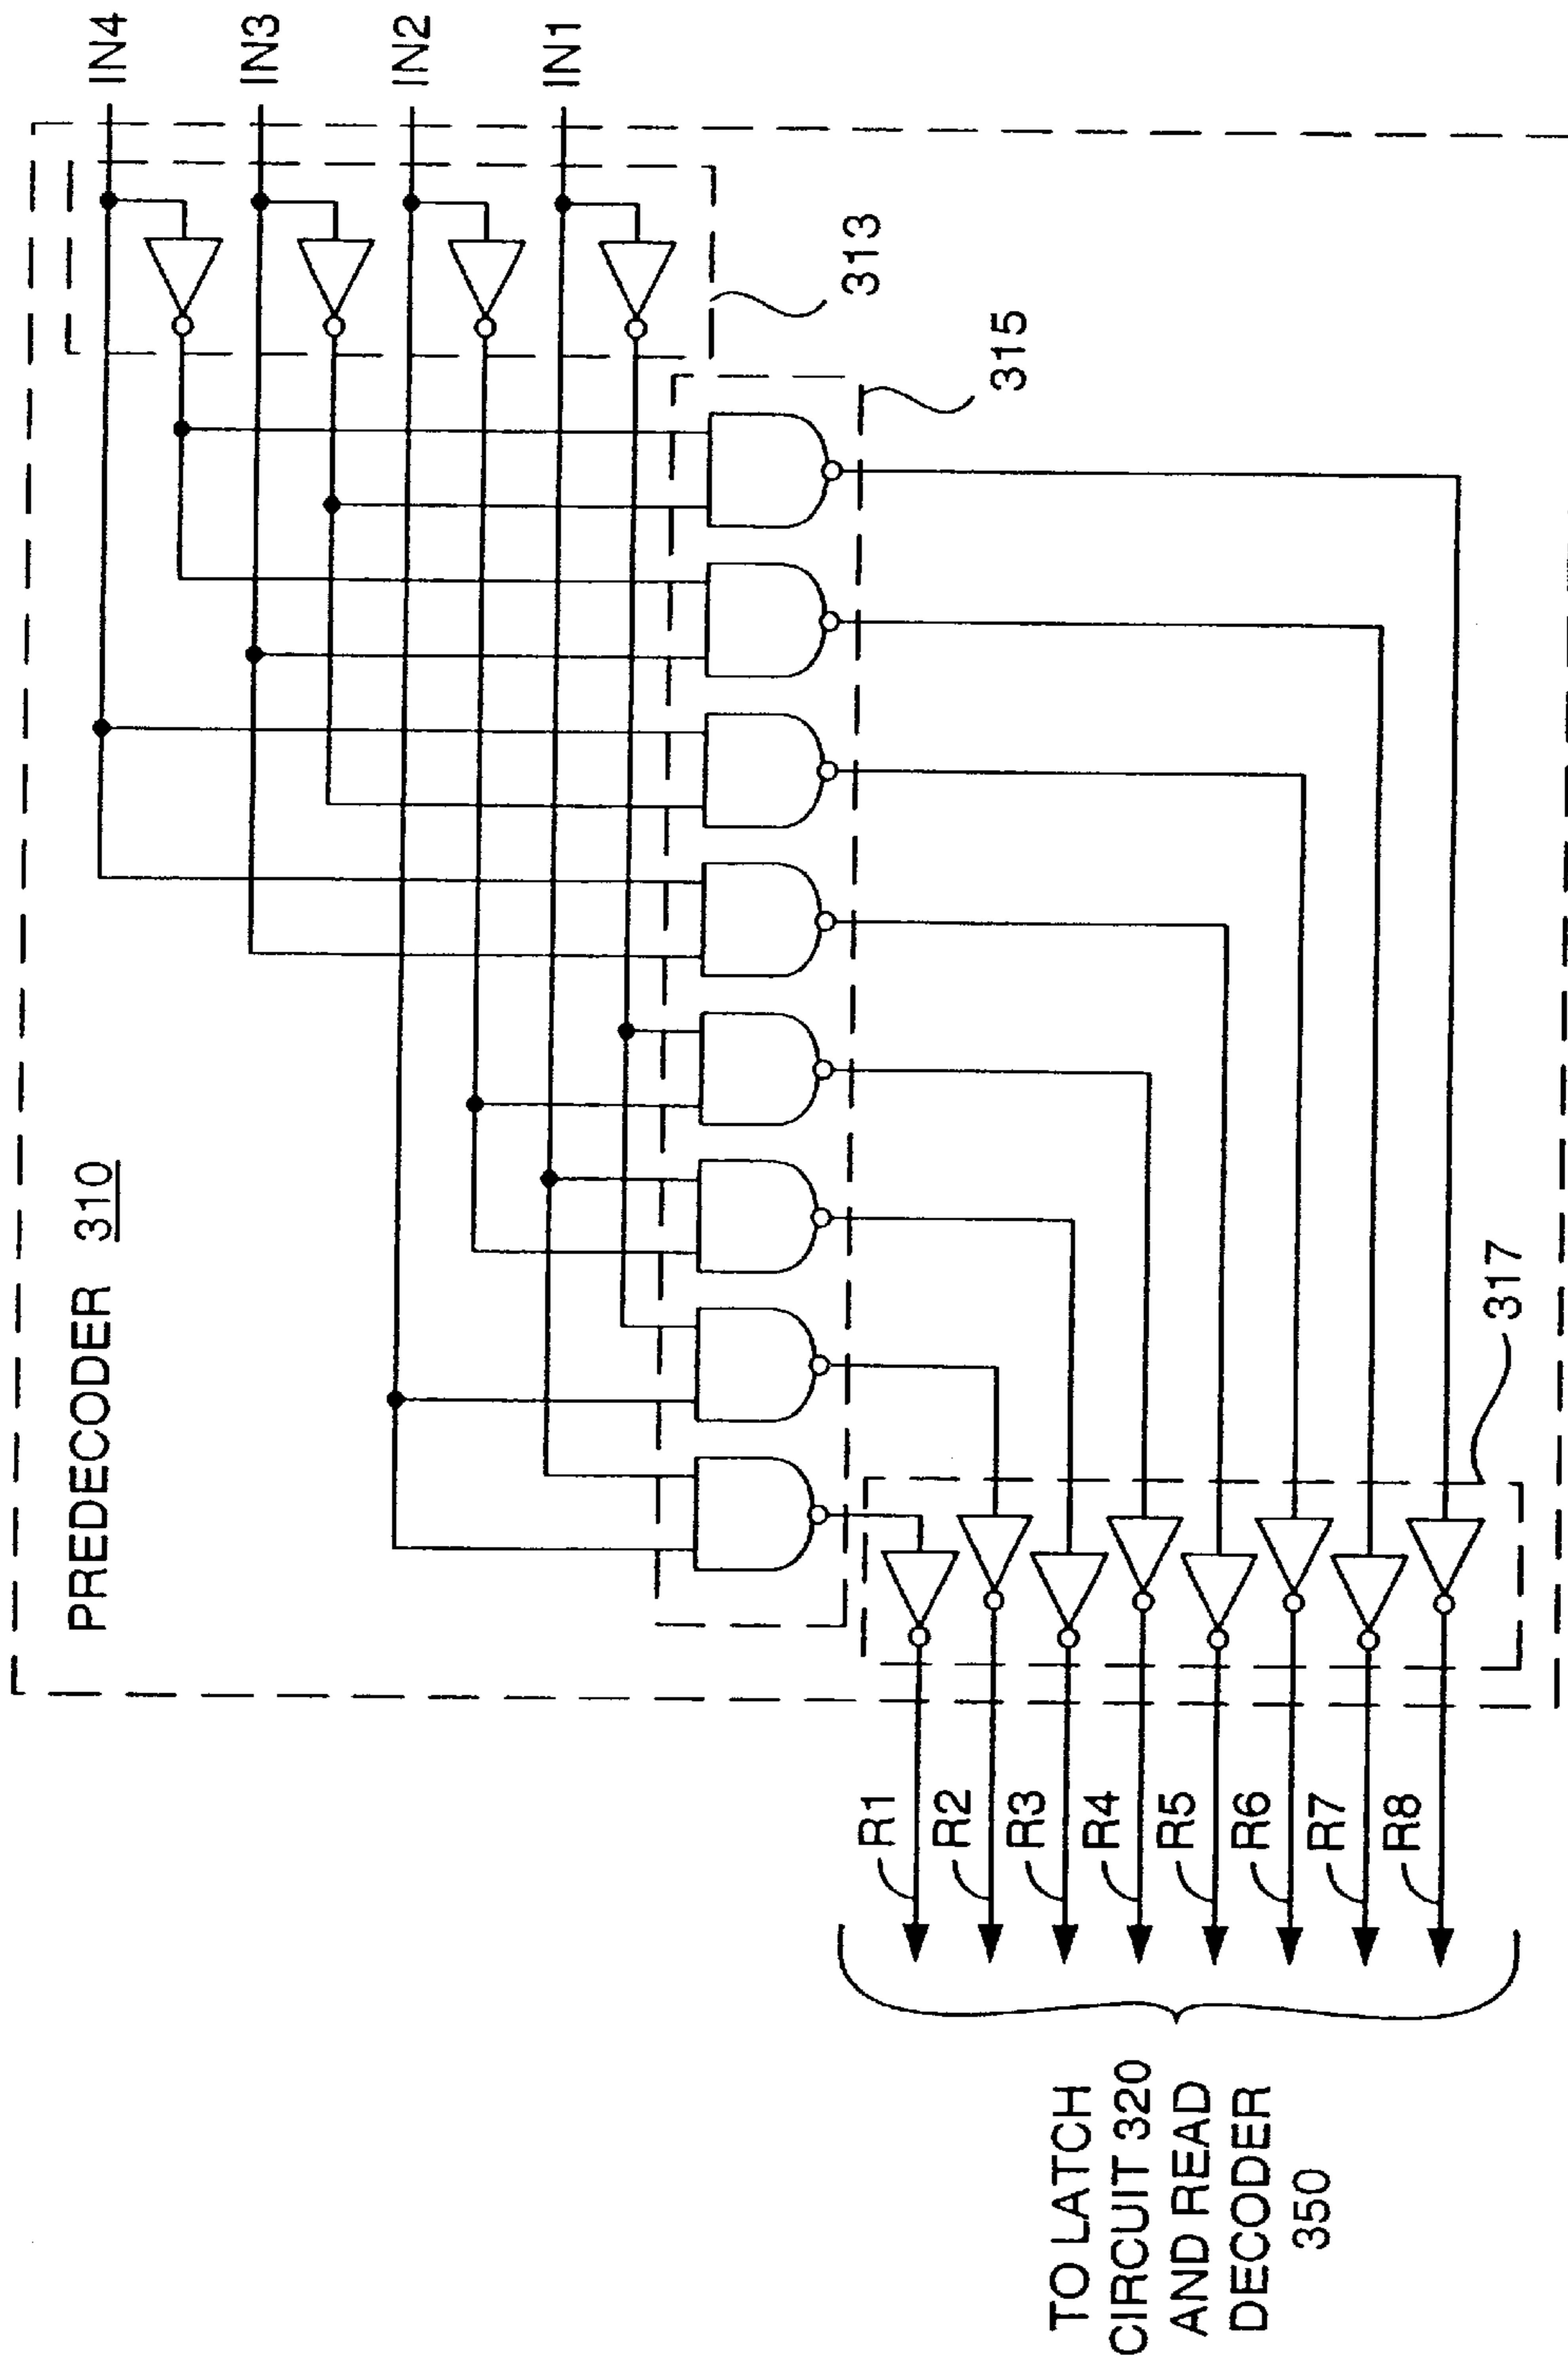 PREDECODER 310
IN4
IN3
IN2
IN1
313
315
317
R1
R2
R3
R4
R5
R6
R7
R8
TO LATCH
CIRCUIT 320
AND READ
DECODER
350